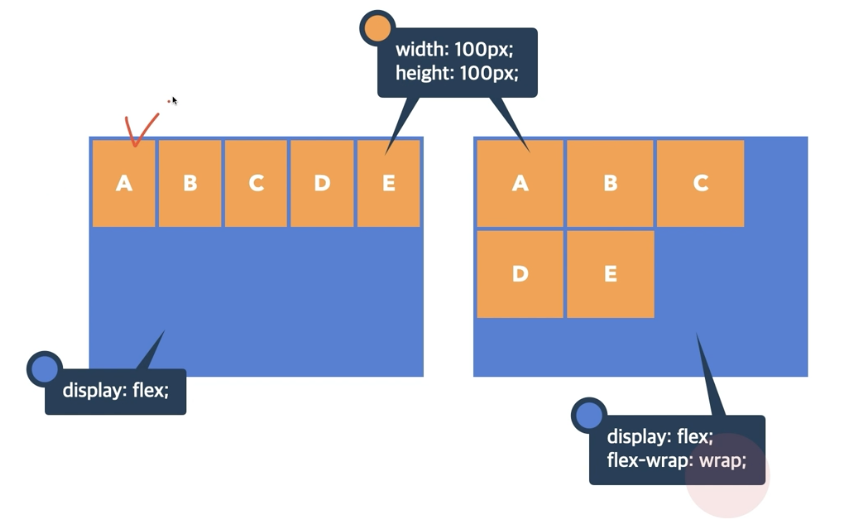 width: 100px;
height: 100px;
A B C D E
A B C
D E
display: flex;
display: flex;
flex-wrap: wrap;